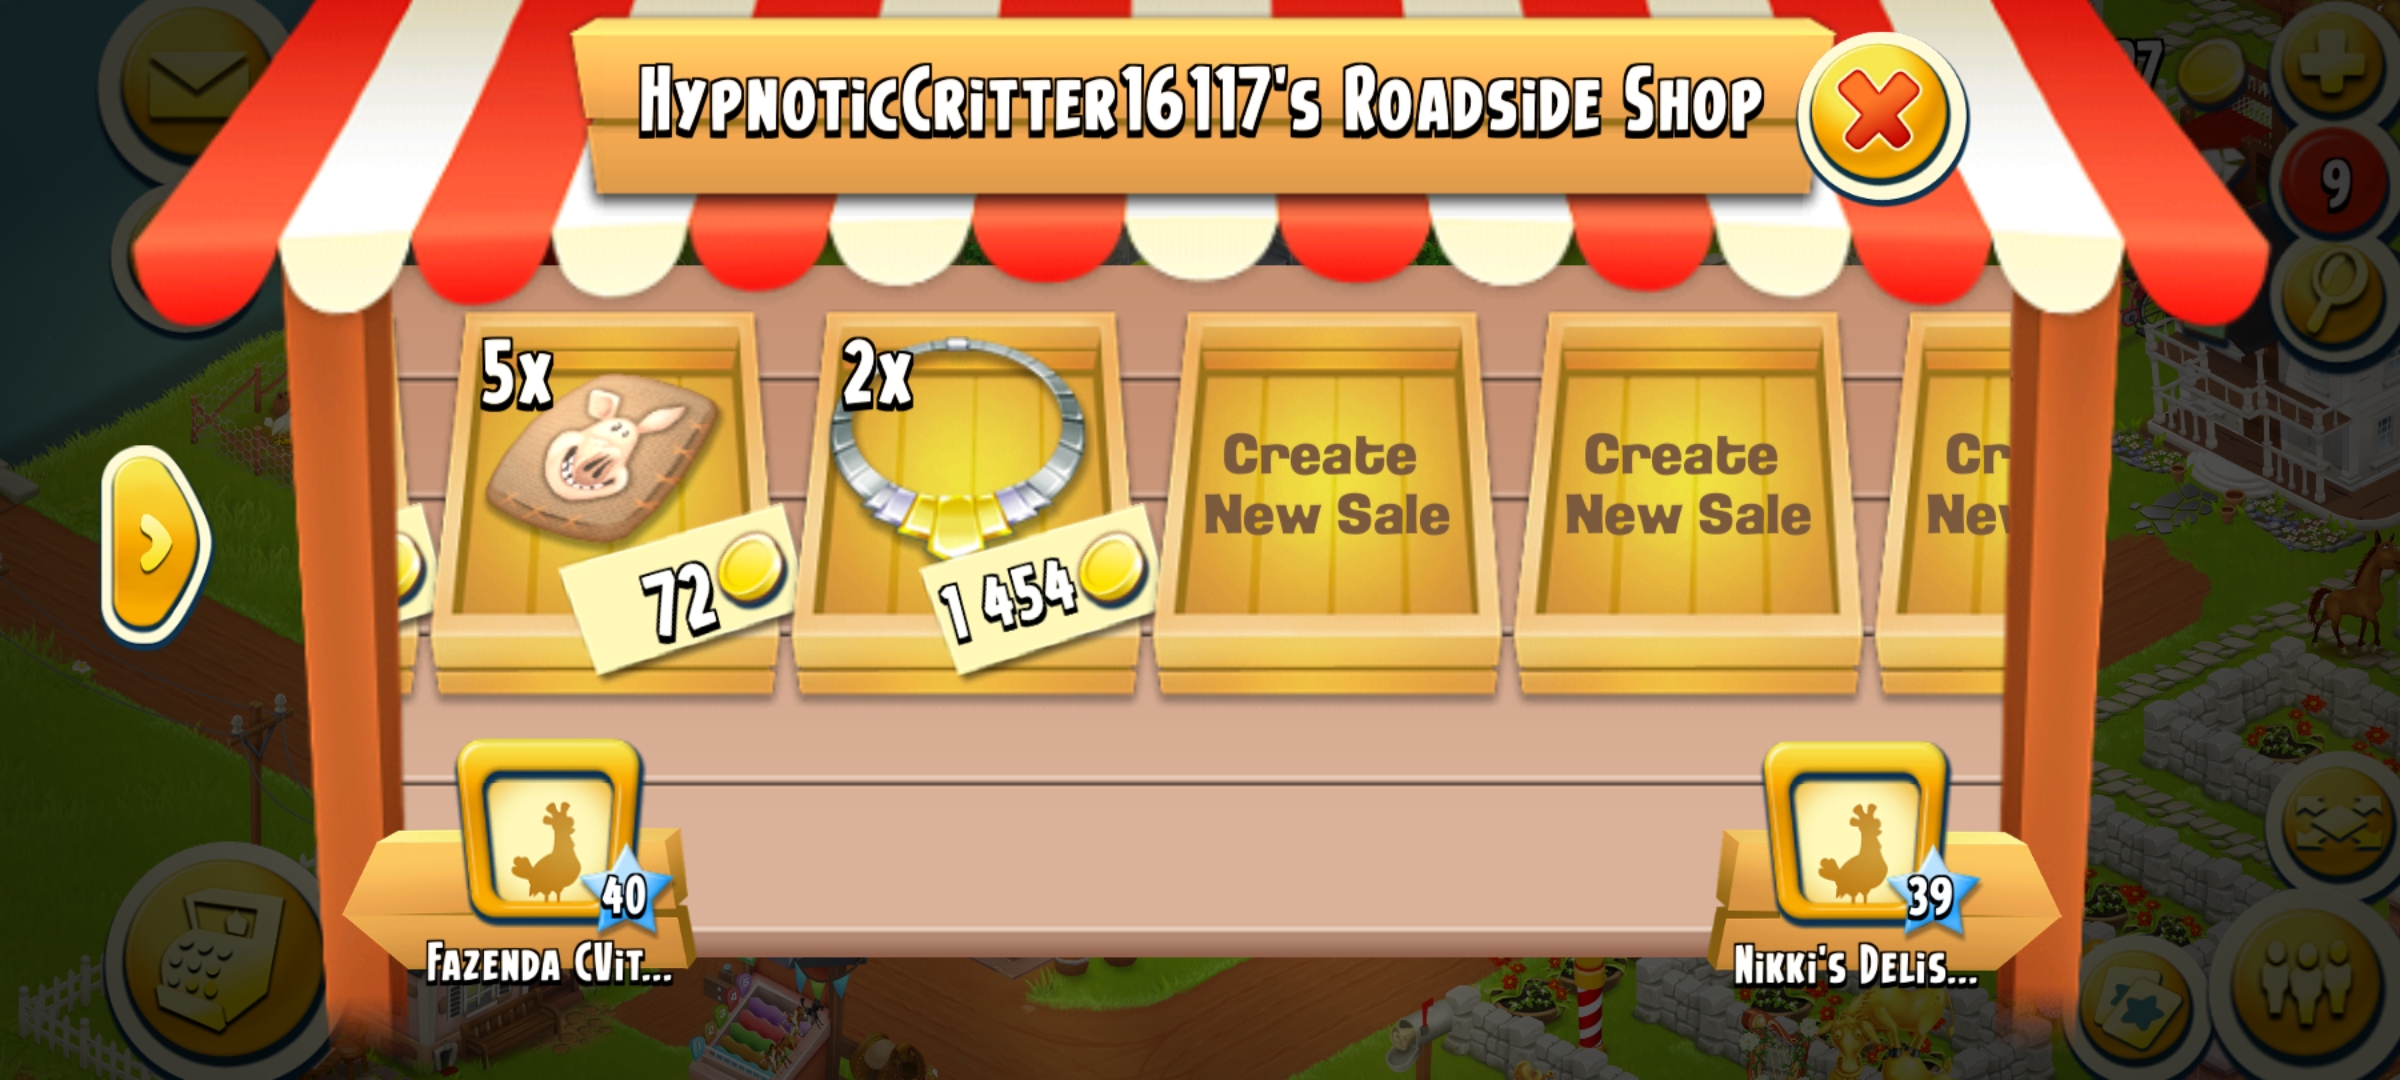 HypnoticCritter16117's Roadside Shop
9
5x
2x
Create
New Sale
Create
New Sale
72
1 454
40
39
Fazenda CVit...
Nikki's Delis...